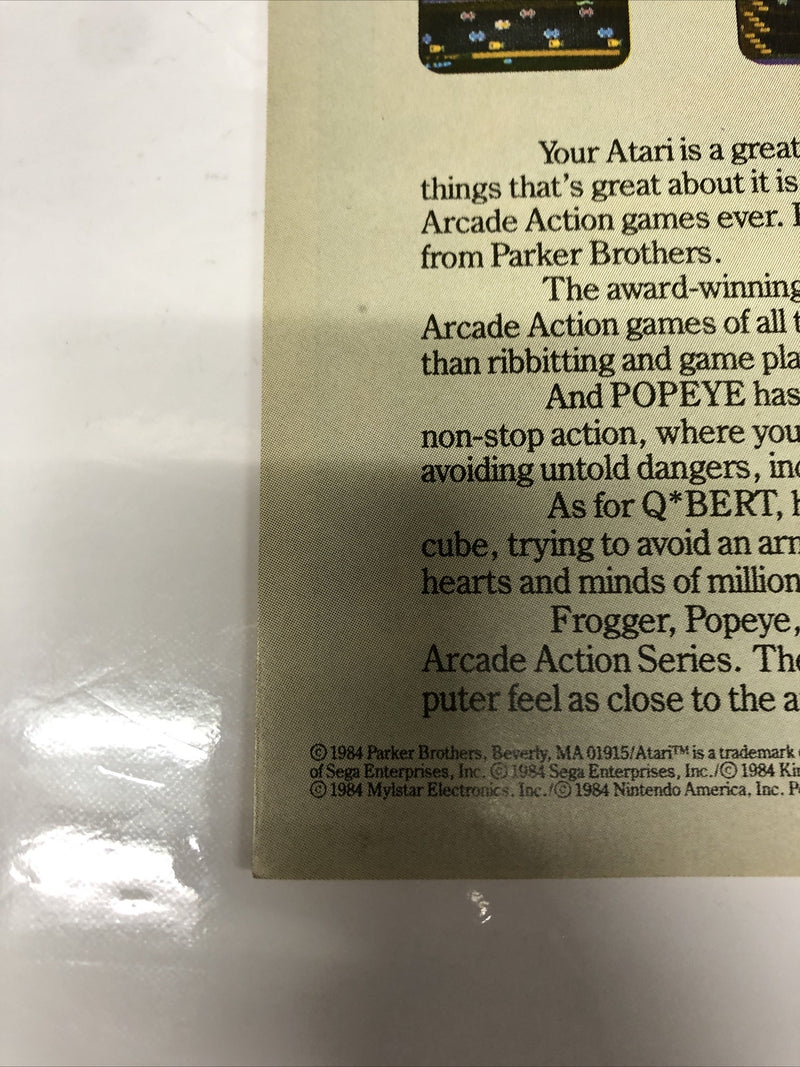 Your Atari is a great
things that's great about it is
Arcade Action games ever.
from Parker Brothers.
The award-winning
Arcade Action games of all
than ribbitting and game
And POPEYE has
non-stop action, where you
avoiding untold dangers,
As for Q*BERT,
cube, trying to avoid an
hearts and minds of million
Frogger, Popeye,
Arcade Action Series.
puter feel as close to the a
© 1984 Parker Brothers, Beverly, MA 01915/Atari™ is a trademark
of Sega Enterprises, Inc. © 1984 Sega Enterprises, Inc./© 1984
© 1984 Mylstar Electronics, Inc./© 1984 Nintendo America, Inc.